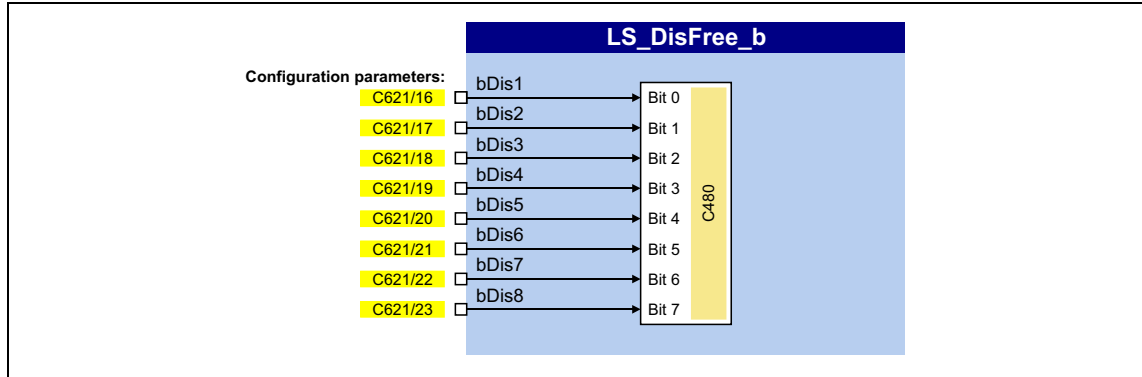 LS_DisFree_b
Configuration parameters:
C621/16 bDis1 Bit 0
C621/17 bDis2 Bit 1
C621/18 bDis3 Bit 2
C621/19 bDis4 Bit 3
C621/20 bDis5 Bit 4
C621/21 bDis6 Bit 5
C621/22 bDis7 Bit 6
C621/23 bDis8 Bit 7
C480